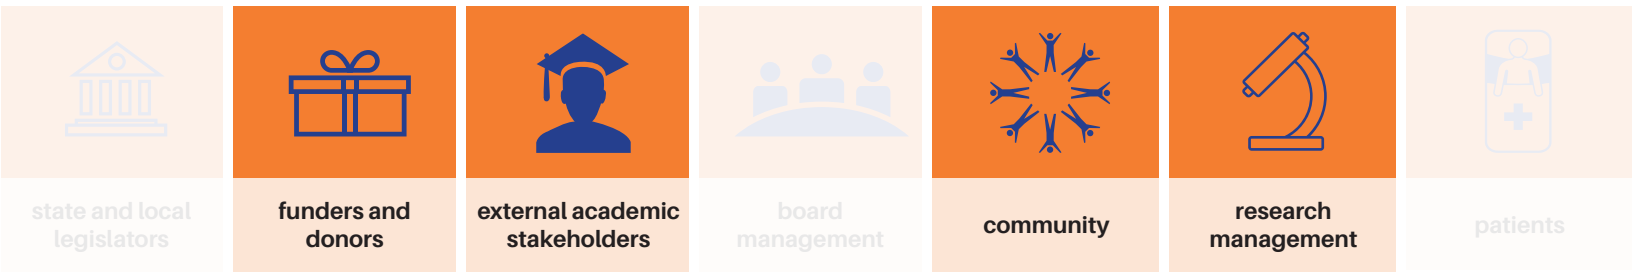 state and local
legislators
funders and
donors
external academic
stakeholders
board
management
community
research
management
patients